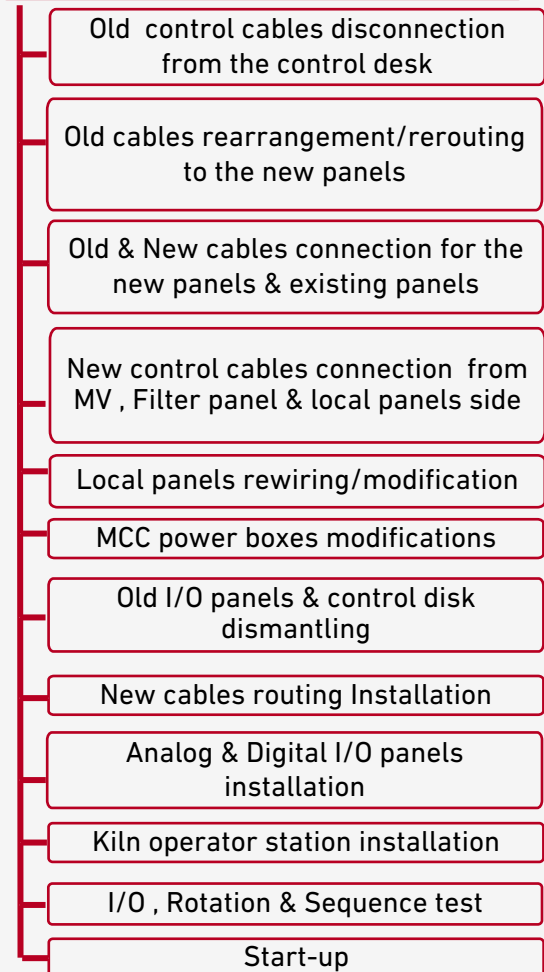 Old control cables disconnection
from the control desk
Old cables rearrangement/rerouting
to the new panels
Old & New cables connection for the
new panels & existing panels
New control cables connection from
MV , Filter panel & local panels side
Local panels rewiring/modification
MCC power boxes modifications
Old I/O panels & control disk
dismantling
New cables routing Installation
Analog & Digital I/O panels
installation
Kiln operator station installation
I/O , Rotation & Sequence test
Start-up